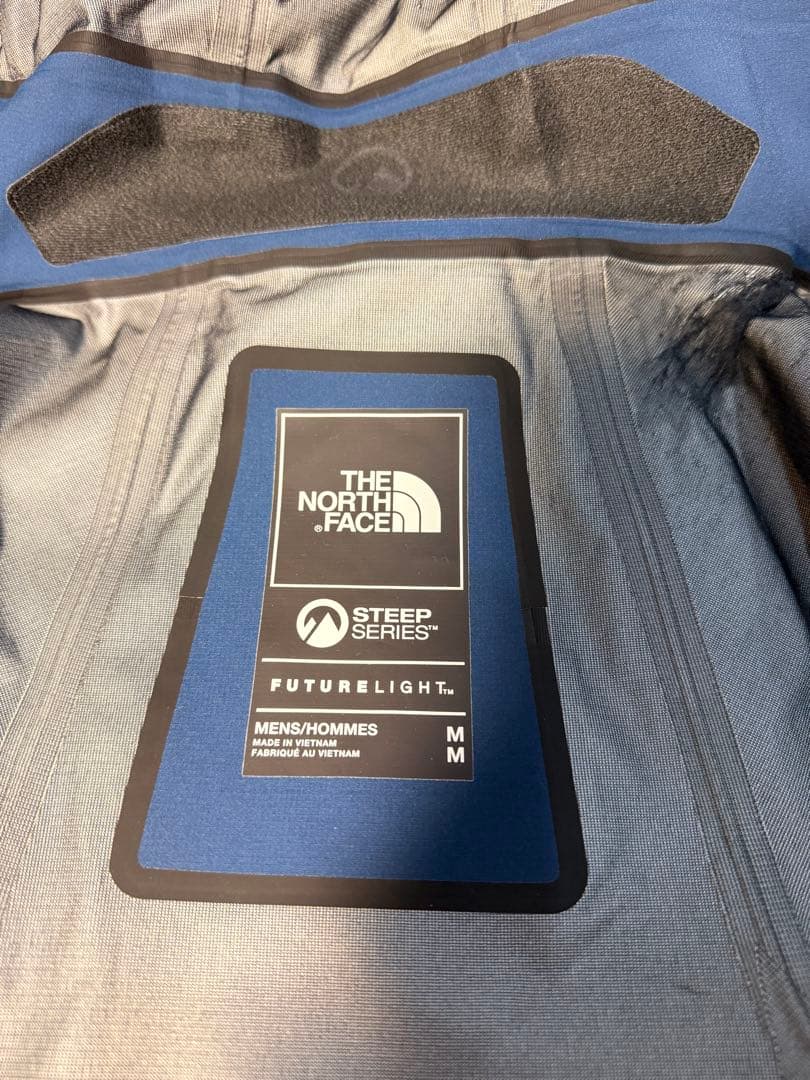 THE
NORTH
® FACE
STEEP
SERIES™
FUTURELIGHT™
MENS/HOMMES M
MADE IN VIETNAM
FABRIQUÉ AU VIETNAM M